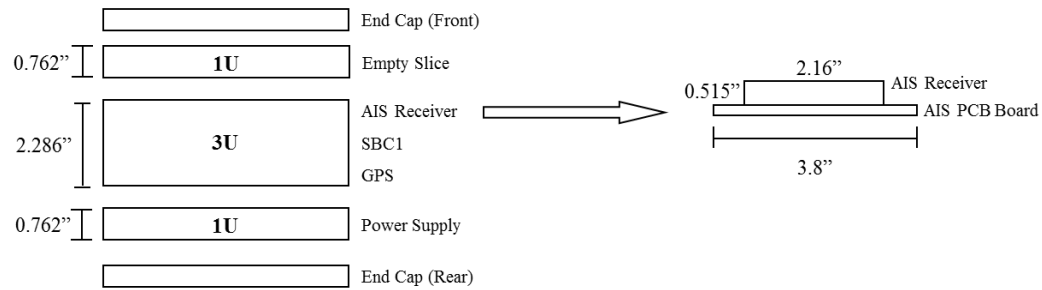 End Cap (Front)
0.762”
1U
Empty Slice
2.286”
3U
AIS Receiver
SBC1
GPS
0.762”
1U
Power Supply
End Cap (Rear)
2.16”
0.515”
AIS Receiver
AIS PCB Board
3.8”